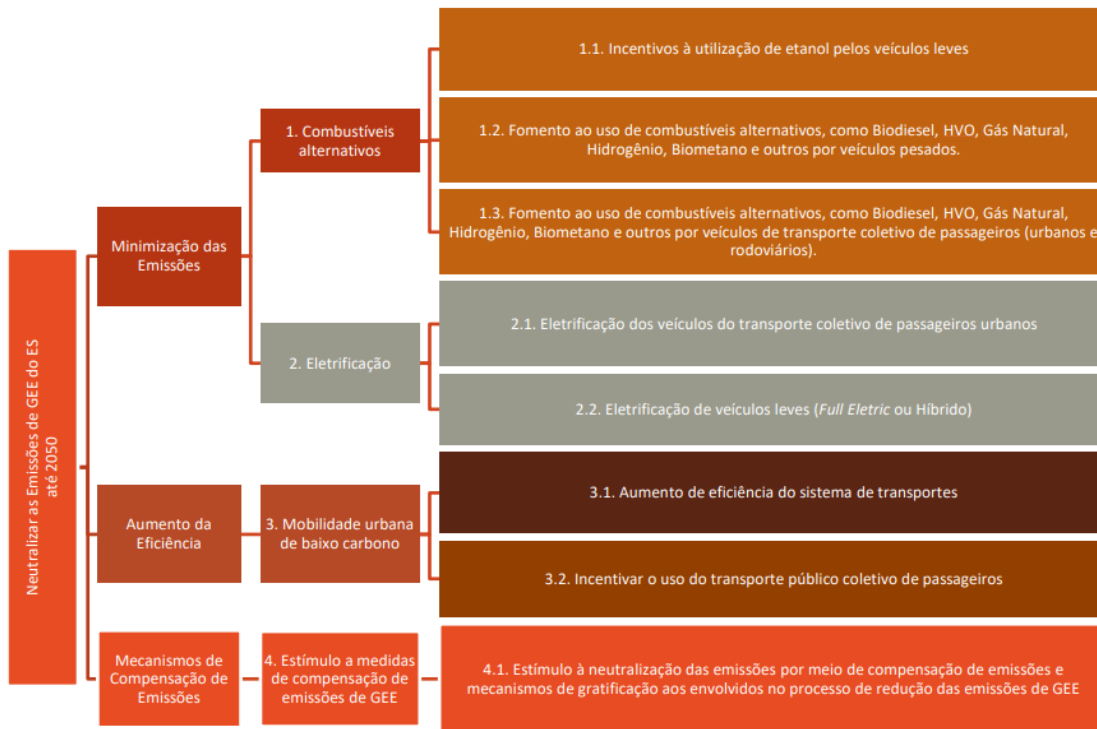 Neutralizar as Emissões de GEE do ES
até 2050
Minimização das
Emissões
1. Combustíveis
alternativos
1.1. Incentivos à utilização de etanol pelos veículos leves
1.2. Fomento ao uso de combustíveis alternativos, como Biodiesel, HVO, Gás Natural,
Hidrogênio, Biometano e outros por veículos pesados.
1.3. Fomento ao uso de combustíveis alternativos, como Biodiesel, HVO, Gás Natural,
Hidrogênio, Biometano e outros por veículos de transporte coletivo de passageiros (urbanos e
rodoviários).
2. Eletrificação
2.1. Eletrificação dos veículos do transporte coletivo de passageiros urbanos
2.2. Eletrificação de veículos leves (Full Eletric ou Híbrido)
Aumento da
Eficiência
3. Mobilidade urbana
de baixo carbono
3.1. Aumento de eficiência do sistema de transportes
3.2. Incentivar o uso do transporte público coletivo de passageiros
Mecanismos de
Compensação de
Emissões
4. Estímulo a medidas
de compensação de
emissões de GEE
4.1. Estímulo à neutralização das emissões por meio de compensação de emissões e
mecanismos de gratificação aos envolvidos no processo de redução das emissões de GEE